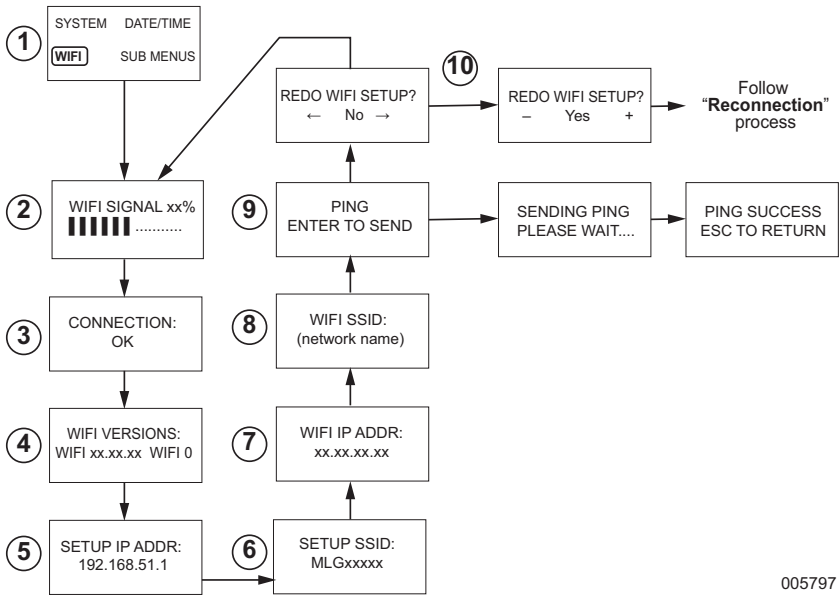 1
SYSTEM DATE/TIME
WIFI SUB MENUS
2
WIFI SIGNAL xx%
...........
3
CONNECTION:
OK
4
WIFI VERSIONS:
WIFI xx.xx.xx WIFI 0
5
SETUP IP ADDR:
192.168.51.1
6
SETUP SSID:
MLGxxxxx
7
WIFI IP ADDR:
xx.xx.xx.xx
8
WIFI SSID:
(network name)
9
PING
ENTER TO SEND
SENDING PING
PLEASE WAIT....
PING SUCCESS
ESC TO RETURN
REDO WIFI SETUP?
← No →
10
REDO WIFI SETUP?
– Yes +
Follow
“Reconnection”
process
005797